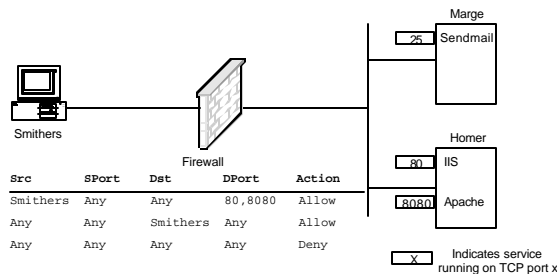 Marge
25 Sendmail
Smithers
Firewall
Homer
80 IIS
8080 Apache
Src SPort Dst DPort Action
Smithers Any Any 80,8080 Allow
Any Any Smithers Any Allow
Any Any Any Any Deny
X Indicates service
running on TCP port x